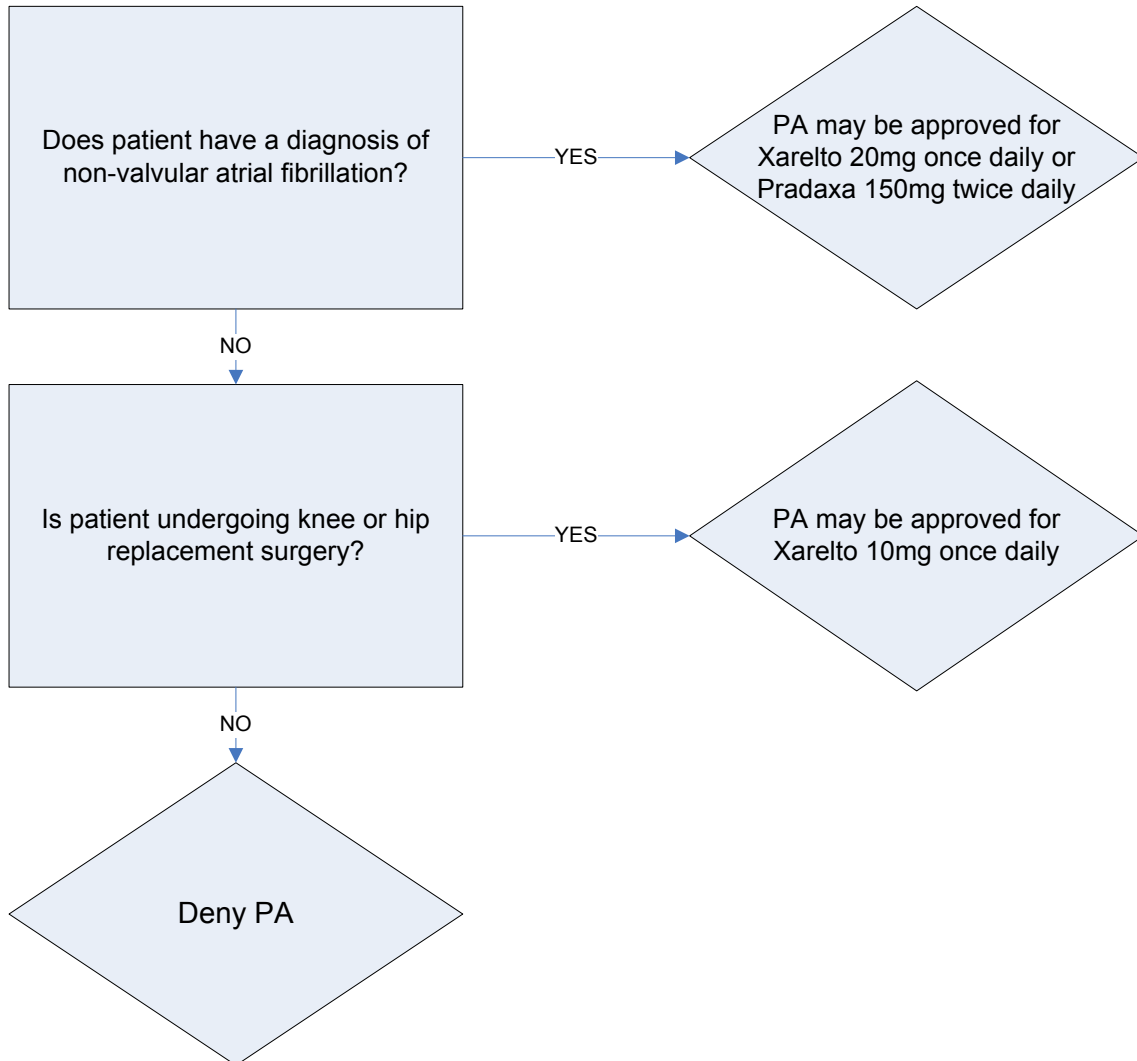 Does patient have a diagnosis of
non-valvular atrial fibrillation?
YES
PA may be approved for
Xarelto 20mg once daily or
Pradaxa 150mg twice daily
NO
Is patient undergoing knee or hip
replacement surgery?
YES
PA may be approved for
Xarelto 10mg once daily
NO
Deny PA